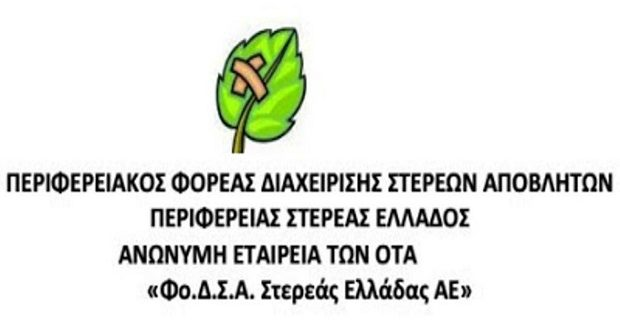 ΠΕΡΙΦΕΡΕΙΑΚΟΣ ΦΟΡΕΑΣ ΔΙΑΧΕΙΡΙΣΗΣ ΣΤΕΡΕΩΝ ΑΠΟΒΛΗΤΩΝ
ΠΕΡΙΦΕΡΕΙΑΣ ΣΤΕΡΕΑΣ ΕΛΛΑΔΟΣ
ΑΝΩΝΥΜΗ ΕΤΑΙΡΕΙΑ ΤΩΝ ΟΤΑ
«Φο.Δ.Σ.Α. Στερεάς Ελλάδας ΑΕ»